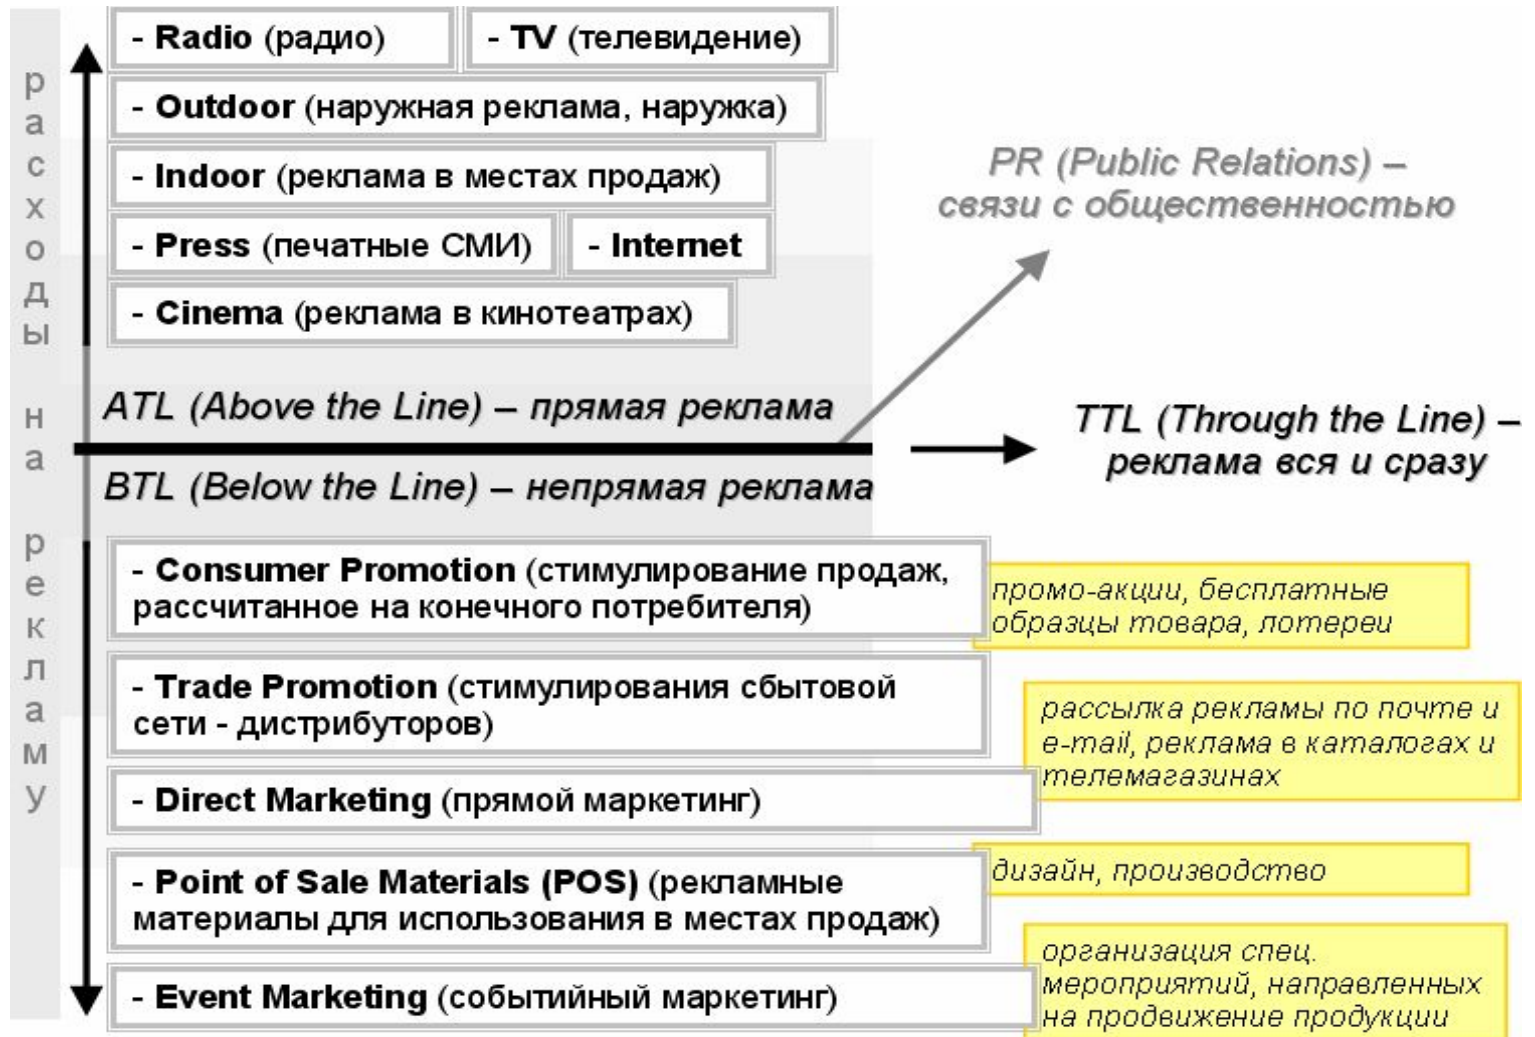 расходы на рекламу
- Radio (радио)
- TV (телевидение)
- Outdoor (наружная реклама, наружка)
- Indoor (реклама в местах продаж)
- Press (печатные СМИ)
- Internet
- Cinema (реклама в кинотеатрах)
PR (Public Relations) –
связи с общественностью
ATL (Above the Line) – прямая реклама
BTL (Below the Line) – непрямая реклама
TTL (Through the Line) –
реклама вся и сразу
- Consumer Promotion (стимулирование продаж,
рассчитанное на конечного потребителя)
промо-акции, бесплатные
образцы товара, лотереи
- Trade Promotion (стимулирования сбытовой
сети - дистрибуторов)
- Direct Marketing (прямой маркетинг)
рассылка рекламы по почте и
e-mail, реклама в каталогах и
телемагазинах
- Point of Sale Materials (POS) (рекламные
материалы для использования в местах продаж)
дизайн, производство
- Event Marketing (событийный маркетинг)
организация спец.
мероприятий, направленных
на продвижение продукции